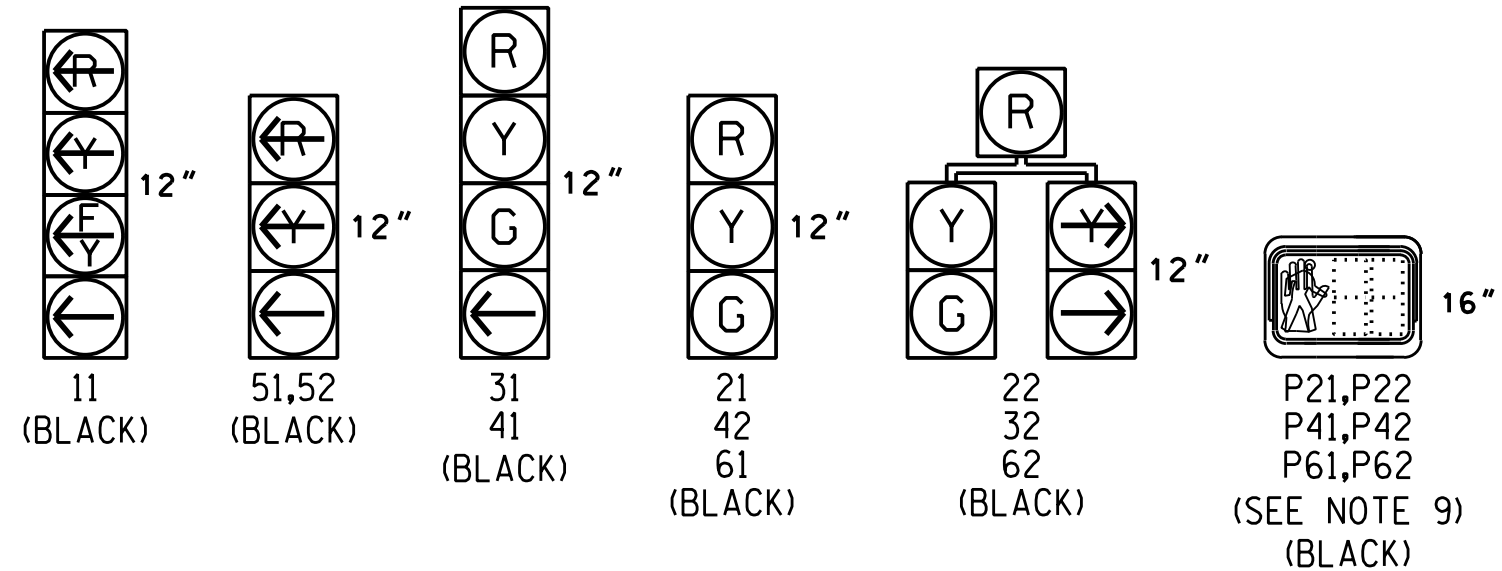 R
Y
F
Y
12"
11
(BLACK)
R
Y
12"
51,52
(BLACK)
R
Y
G
12"
31
41
(BLACK)
R
Y
G
12"
21
42
61
(BLACK)
R
Y
Y
G
12"
22
32
62
(BLACK)
16"
P21,P22
P41,P42
P61,P62
(SEE NOTE 9)
(BLACK)